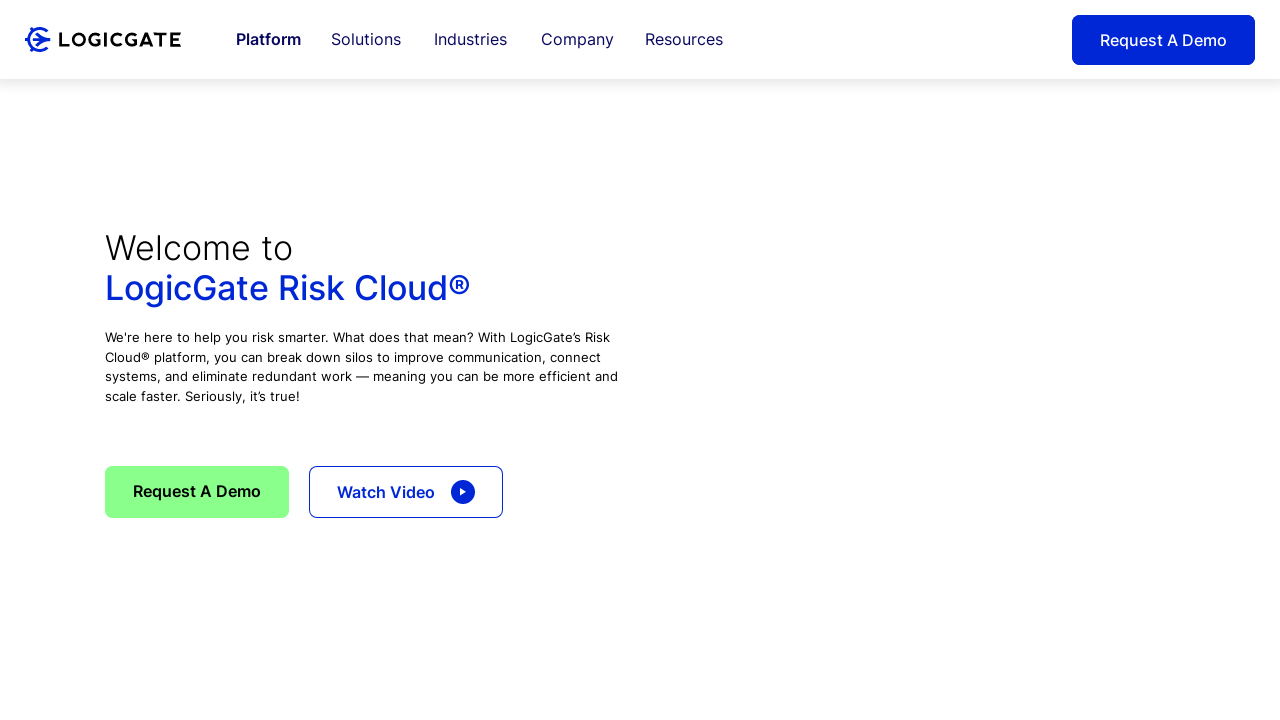 LOGICGATE
Platform
Solutions
Industries
Company
Resources
Request A Demo
Welcome to
LogicGate Risk Cloud®
We're here to help you risk smarter. What does that mean? With LogicGate’s Risk
Cloud® platform, you can break down silos to improve communication, connect
systems, and eliminate redundant work — meaning you can be more efficient and
scale faster. Seriously, it’s true!
Request A Demo
Watch Video